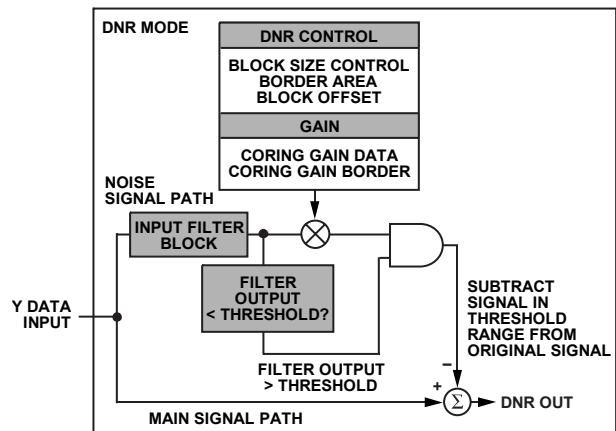 DNR MODE
DNR CONTROL
BLOCK SIZE CONTROL
BORDER AREA
BLOCK OFFSET
GAIN
CORING GAIN DATA
CORING GAIN BORDER
NOISE
SIGNAL PATH
INPUT FILTER
BLOCK
Y DATA
INPUT
FILTER
OUTPUT
< THRESHOLD?
FILTER OUTPUT
> THRESHOLD
SUBTRACT
SIGNAL IN
THRESHOLD
RANGE FROM
ORIGINAL SIGNAL
–
+
Σ
DNR OUT
MAIN SIGNAL PATH